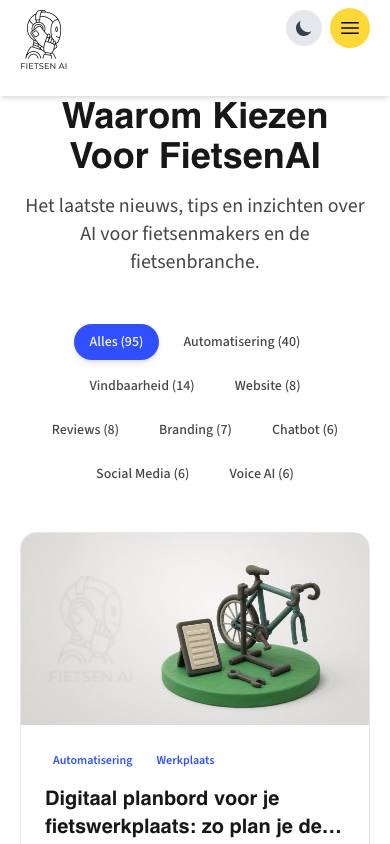 FIETSEN AI
Waarom Kiezen
Voor FietsenAI
Het laatste nieuws, tips en inzichten over
AI voor fietsenmakers en de
fietsenbranche.
Alles (95)
Automatisering (40)
Vindbaarheid (14)
Website (8)
Reviews (8)
Branding (7)
Chatbot (6)
Social Media (6)
Voice AI (6)
FIETSEN AI
Automatisering
Werkplaats
Digitaal planbord voor je
fietswerkplaats: zo plan je de...